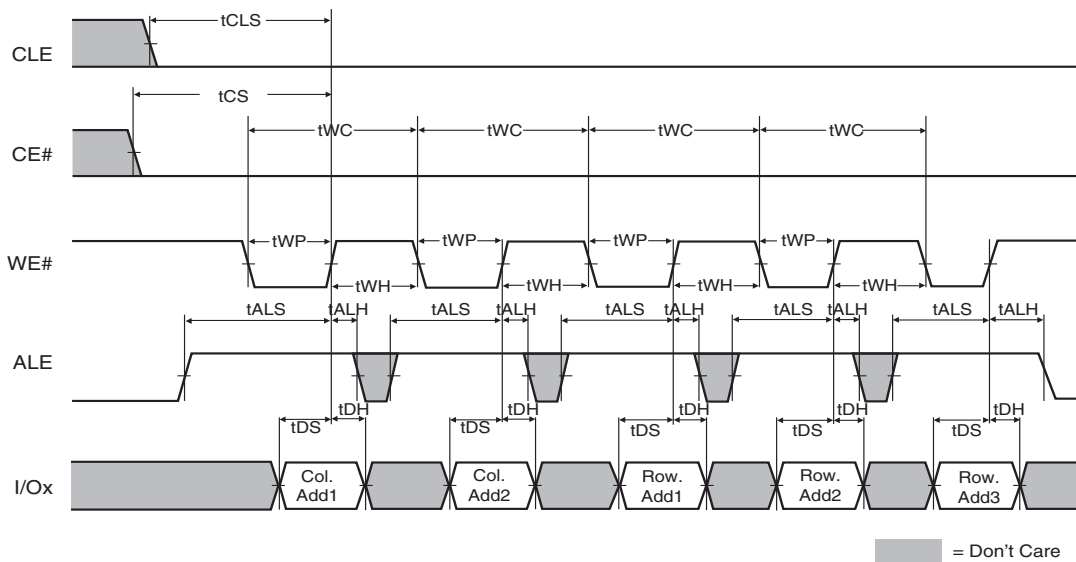 tCLS
CLE
tCS
tWC tWC tWC tWC
CE#
tWP tWP tWP tWP
WE#
tWH tWH tWH tWH
tALS tALH tALS tALH tALS tALH tALS tALH tALS tALH
ALE
tDH tDH tDH tDH tDH
tDS tDS tDS tDS tDS
I/Ox
Col.
Add1
Col.
Add2
Row.
Add1
Row.
Add2
Row.
Add3
= Don't Care